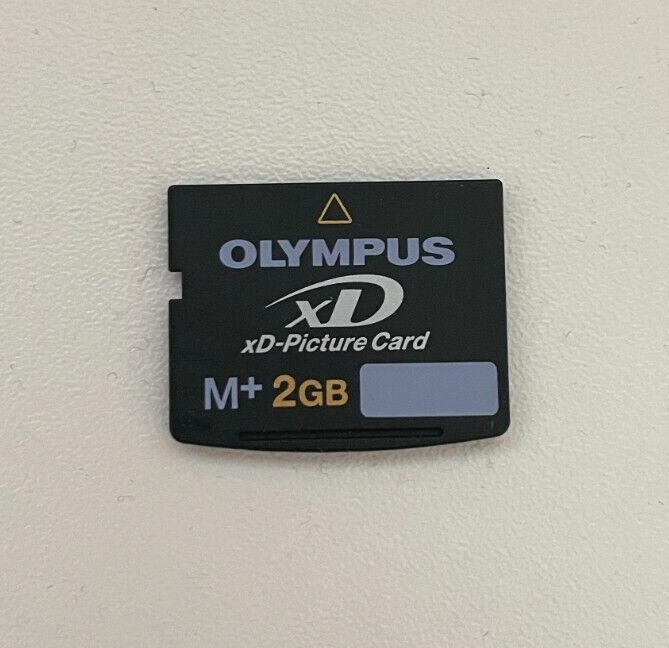 OLYMPUS
xD
xD-Picture Card
M+ 2GB